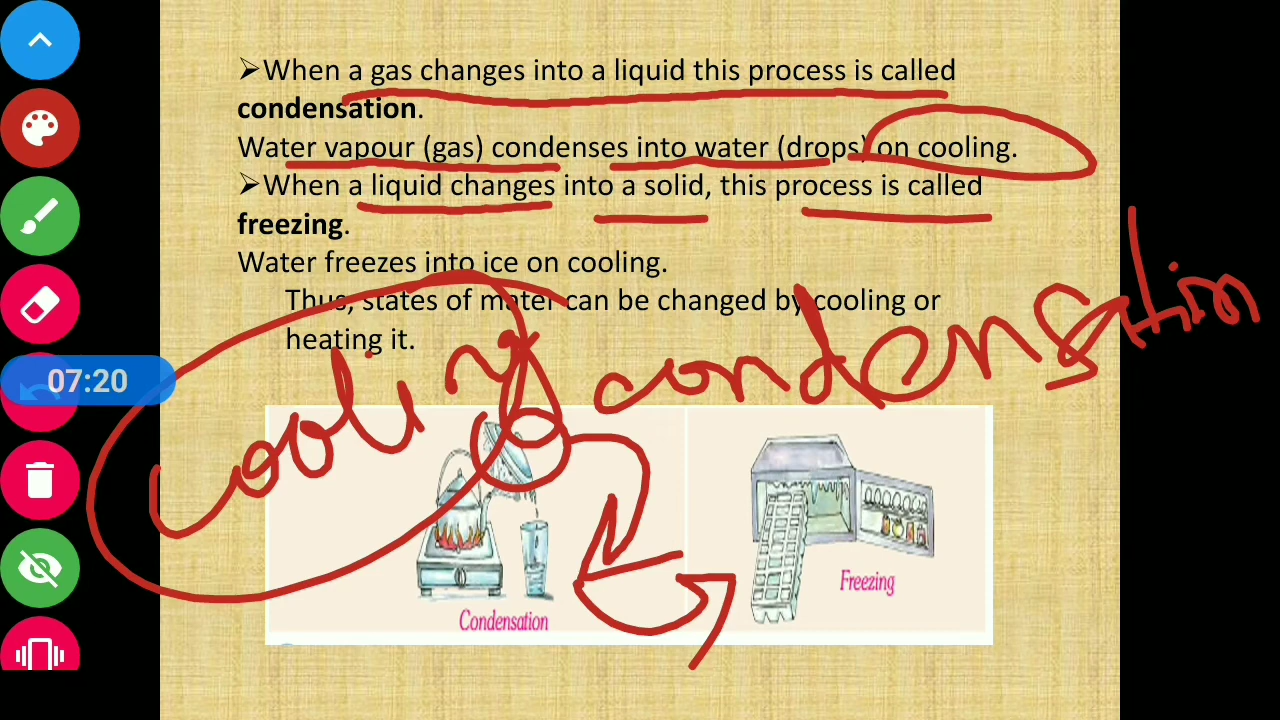 ➢When a gas changes into a liquid this process is called
condensation.
Water vapour (gas) condenses into water (drops) on cooling.
➢When a liquid changes into a solid, this process is called
freezing.
Water freezes into ice on cooling.
Thus, states of mater can be changed by cooling or
heating it.
07:20
cooling condensation
Condensation
Freezing